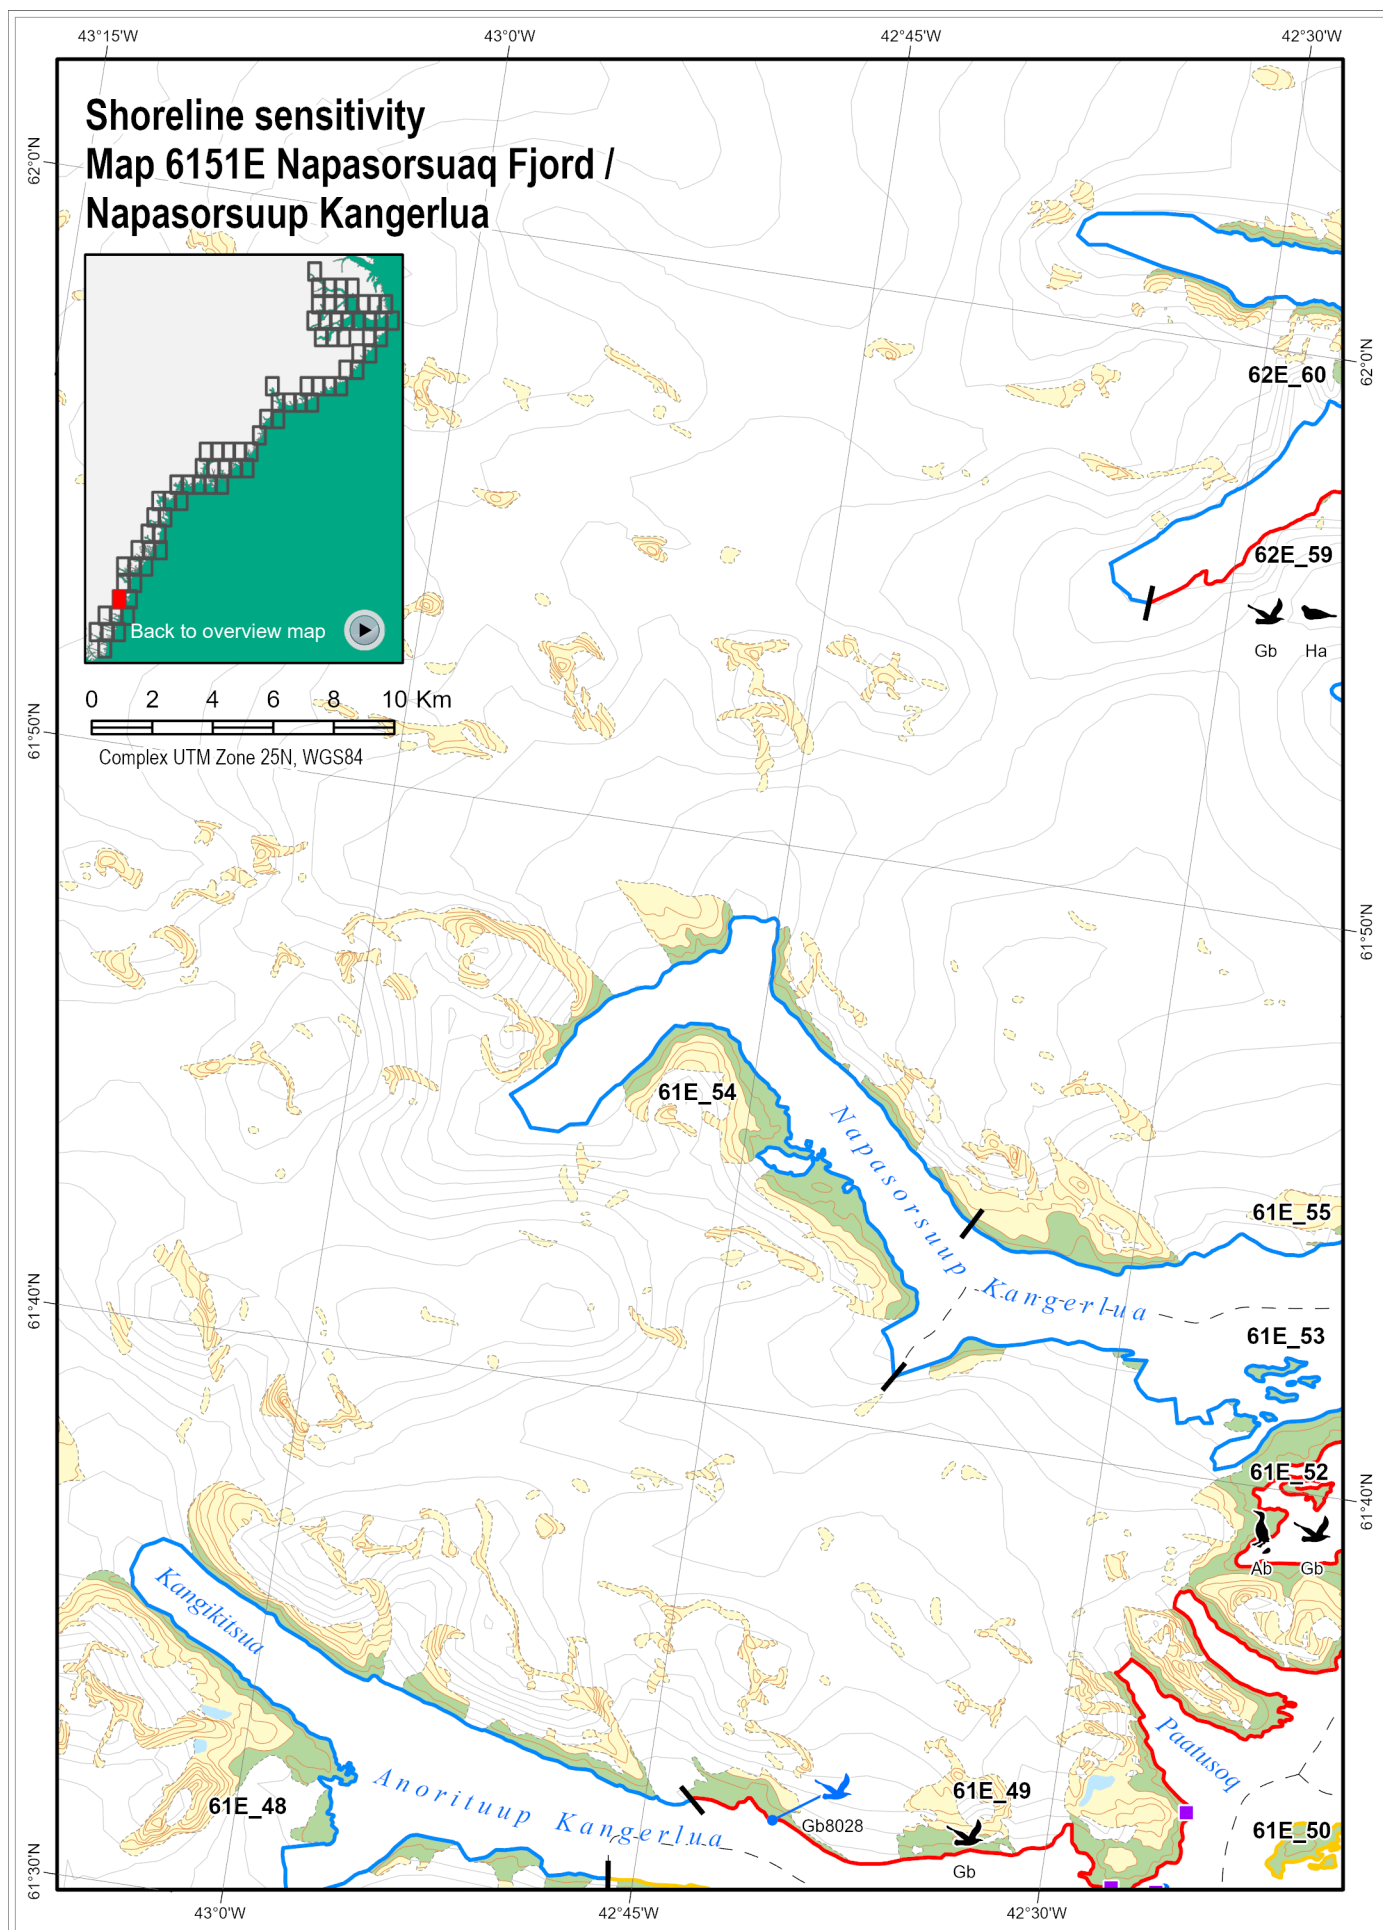 43°15'W 43°0'W 42°45'W 42°30'W
Shoreline sensitivity
Map 6151E Napasorsuaq Fjord /
Napasorsuup Kangerlua
62°0'N
62°0'N
62E_60
62E_59
Gb Ha
Back to overview map
0 2 4 6 8 10 Km
Complex UTM Zone 25N, WGS84
61°50'N
61°50'N
61E_54
Napasorsuup Kangerlua
61E_55
61°40'N
61E_53
61E_52
61°40'N
Ab Gb
Kangikitsua
Paatusoq
61E_48
Anorituup Kangerlua
Gb8028
61E_49
Gb
61E_50
61°30'N
43°0'W 42°45'W 42°30'W